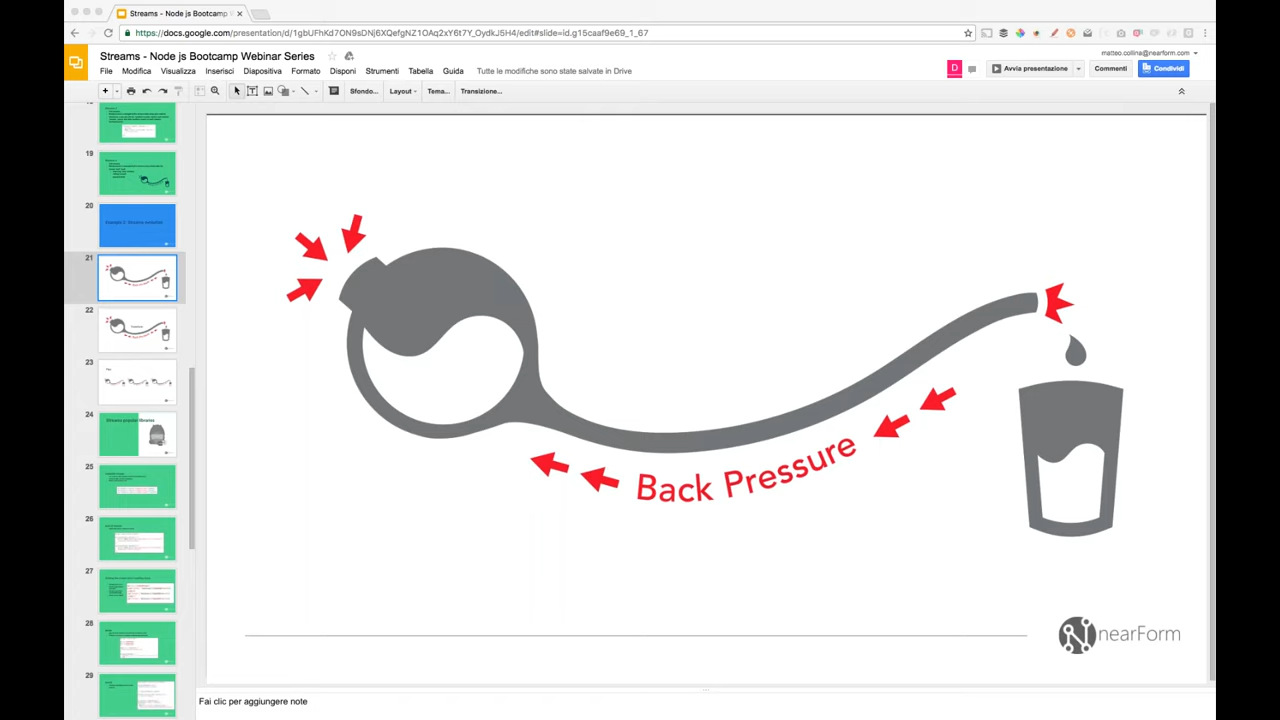 Streams - Node js Bootcamp W
https://docs.google.com/presentation/d/1gbUFhKd7ON9sDNj6XQefgNZ1OAq2xY6t7Y_OydkJ5H4/edit#slide=id.g15caaf9e69_1_67
Streams - Node js Bootcamp Webinar Series
matteo.collina@nearform.com
File Modifica Visualizza Inserisci Diapositiva Formato Disponi Strumenti Tabella Guida Tutte le modifiche sono state salvate in Drive
D
Avvia presentazione
Commenti
Condividi
Sfondo... Layout Tema... Transizione...
19
20
21
22
23
24
Streams popular libraries
25
26
27
28
29
Back Pressure
nearForm
Fai clic per aggiungere note